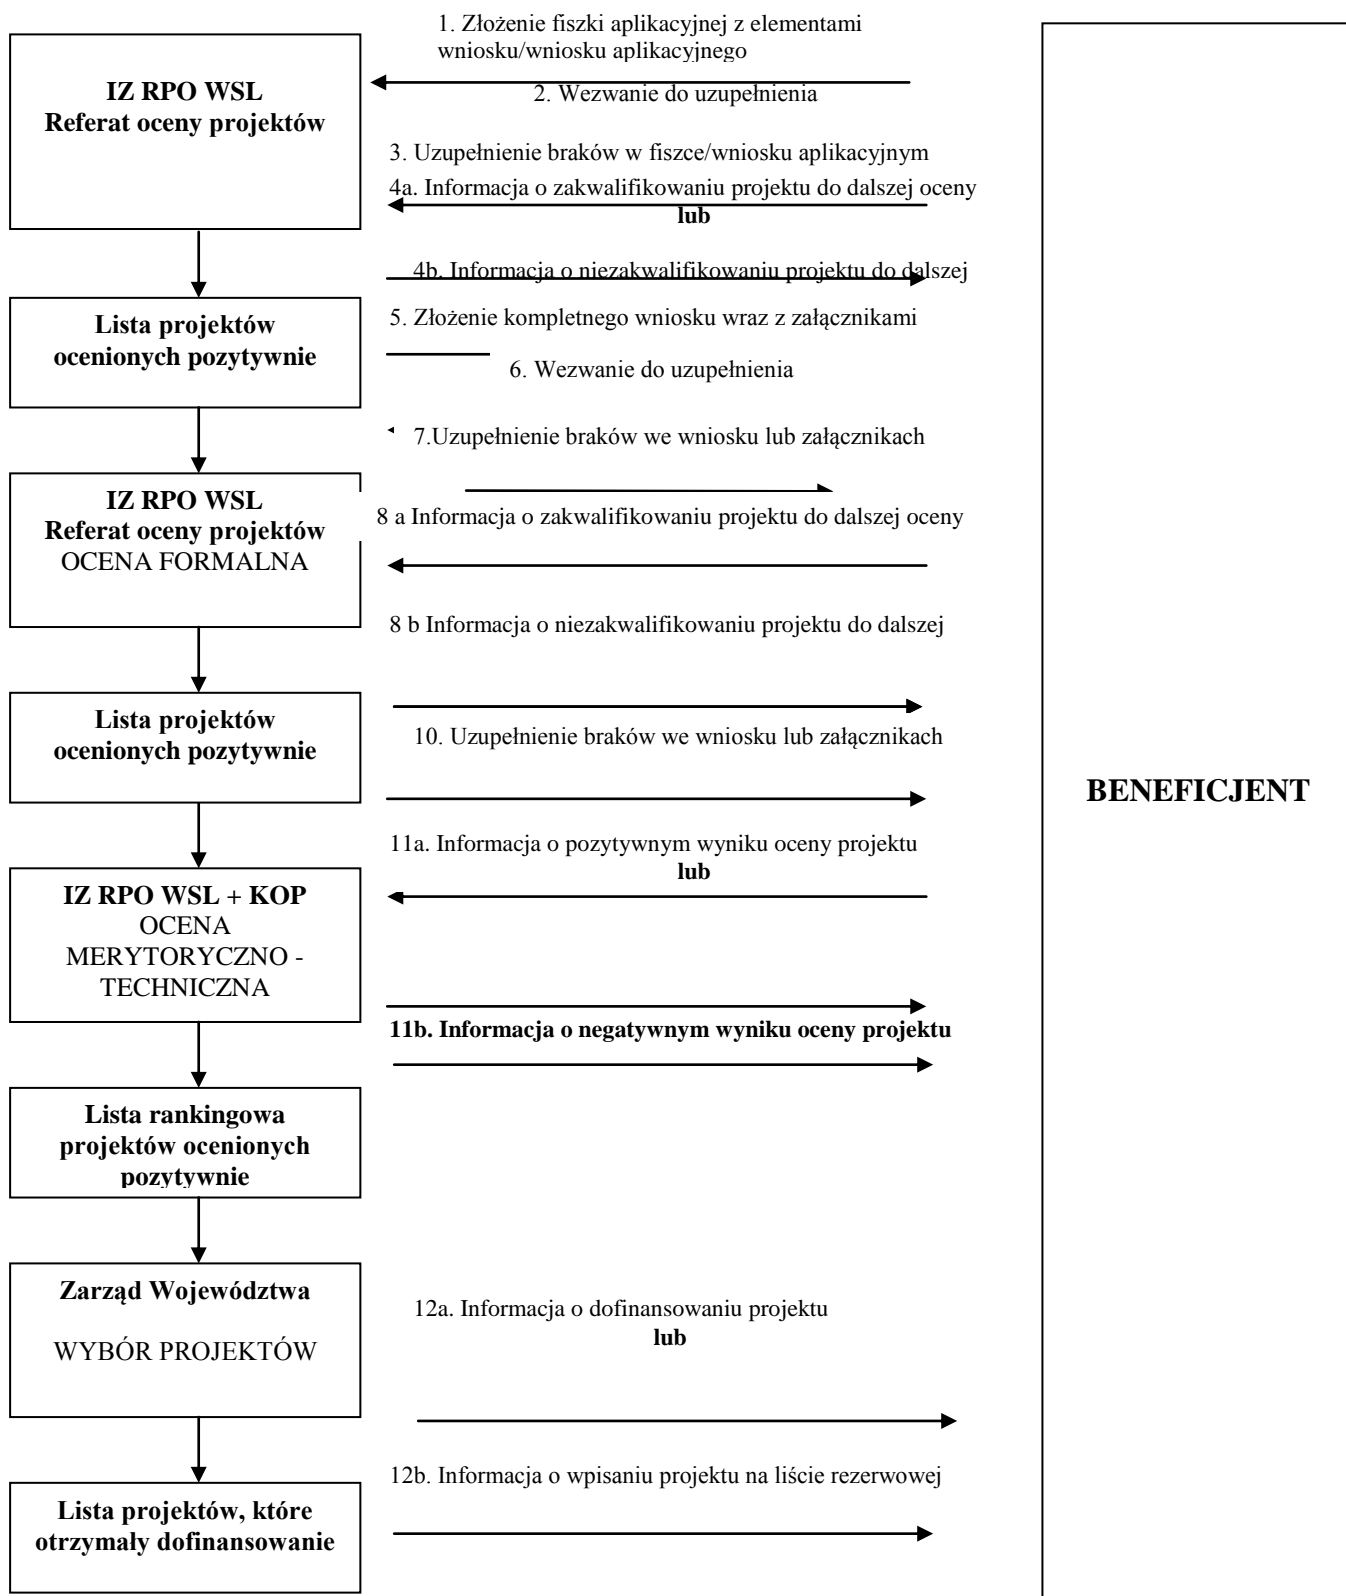 1. Złożenie fiszki aplikacyjnej z elementami
wniosku/wniosku aplikacyjnego
IZ RPO WSL
Referat oceny projektów
2. Wezwanie do uzupełnienia
3. Uzupełnienie braków w fiszce/wniosku aplikacyjnym
4a. Informacja o zakwalifikowaniu projektu do dalszej oceny
lub
4b. Informacja o niezakwalifikowaniu projektu do dalszej
Lista projektów
ocenionych pozytywnie
5. Złożenie kompletnego wniosku wraz z załącznikami
6. Wezwanie do uzupełnienia
7.Uzupełnienie braków we wniosku lub załącznikach
IZ RPO WSL
Referat oceny projektów
OCENA FORMALNA
8 a Informacja o zakwalifikowaniu projektu do dalszej oceny
8 b Informacja o niezakwalifikowaniu projektu do dalszej
Lista projektów
ocenionych pozytywnie
10. Uzupełnienie braków we wniosku lub załącznikach
BENEFICJENT
11a. Informacja o pozytywnym wyniku oceny projektu
lub
IZ RPO WSL + KOP
OCENA
MERYTORYCZNO -
TECHNICZNA
11b. Informacja o negatywnym wyniku oceny projektu
Lista rankingowa
projektów ocenionych
pozytywnie
Zarząd Województwa
WYBÓR PROJEKTÓW
12a. Informacja o dofinansowaniu projektu
lub
12b. Informacja o wpisaniu projektu na liście rezerwowej
Lista projektów, które
otrzymały dofinansowanie